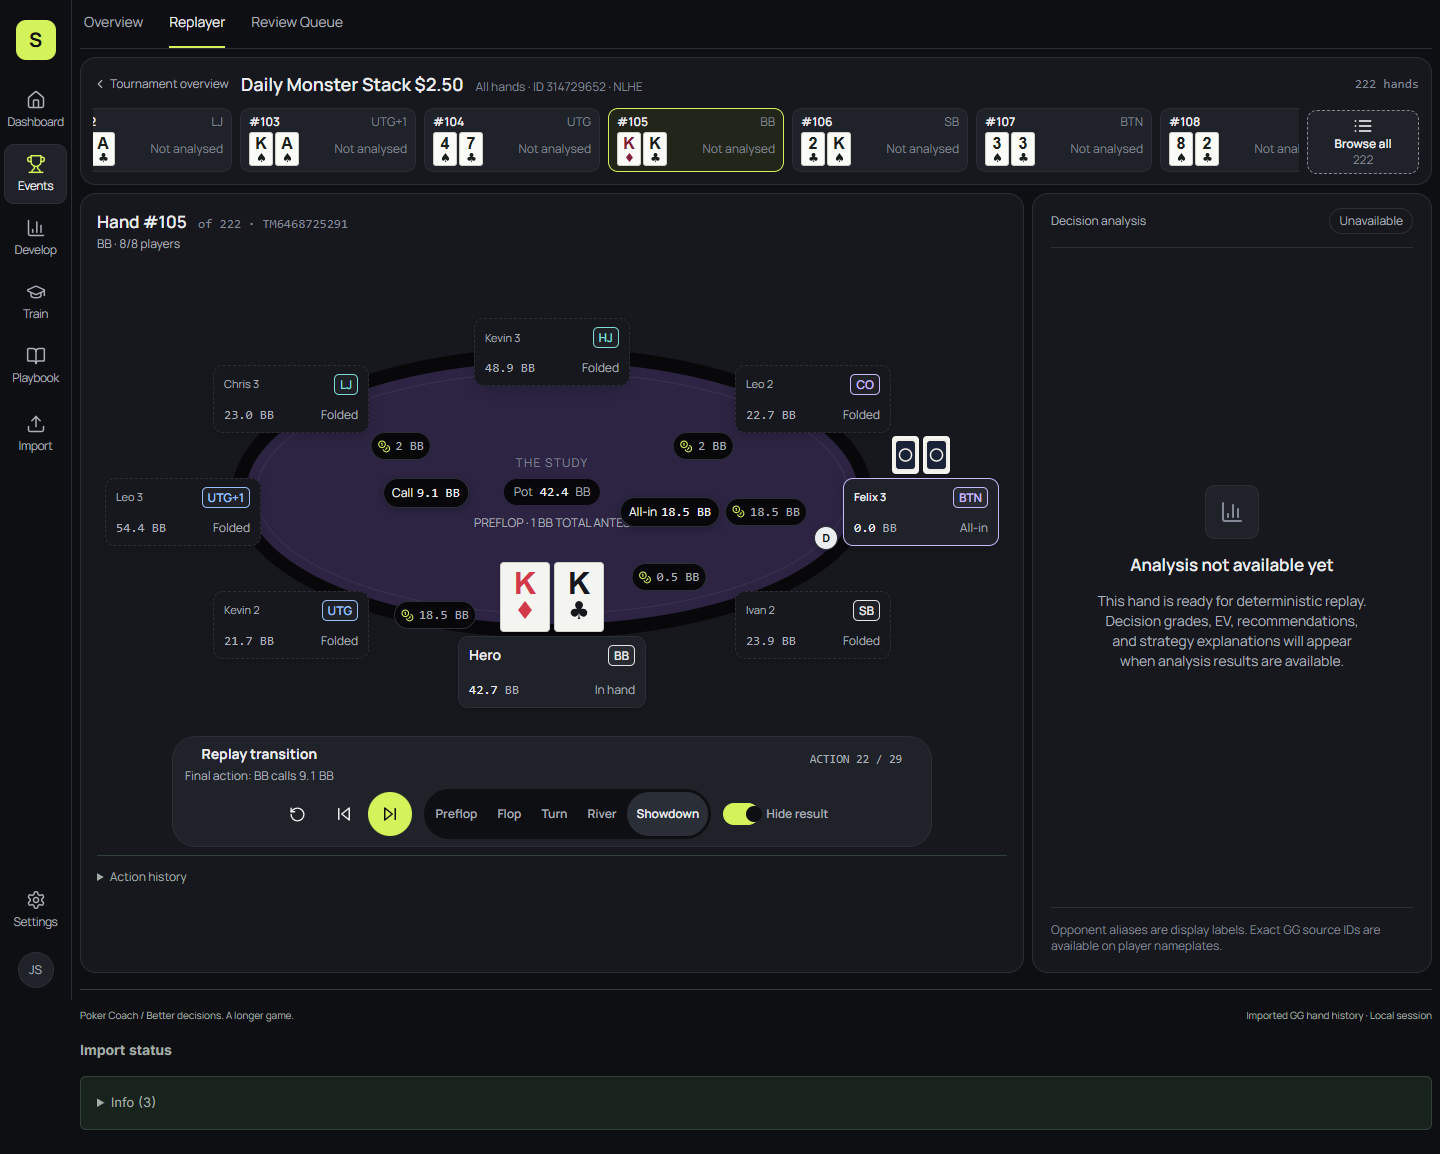 S
Dashboard
Events
Develop
Train
Playbook
Import
Settings
JS
Overview Replayer Review Queue
Tournament overview Daily Monster Stack $2.50 All hands · ID 314729652 · NLHE 222 hands
LJ
A
Not analysed
#103 UTG+1
K A
Not analysed
#104 UTG
4 7
Not analysed
#105 BB
K K
Not analysed
#106 SB
2 K
Not analysed
#107 BTN
3 3
Not analysed
#108
8 2
Not anal
Browse all
222
Hand #105 of 222 · TM6468725291
BB · 8/8 players
Kevin 3 HJ
48.9 BB Folded
Chris 3 LJ
23.0 BB Folded
Leo 2 CO
22.7 BB Folded
2 BB
2 BB
THE STUDY
Leo 3 UTG+1
54.4 BB Folded
Call 9.1 BB
Pot 42.4 BB
All-in 18.5 BB
18.5 BB
PREFLOP · 1 BB TOTAL ANTES
Felix 3 BTN
0.0 BB All-in
D
K K
0.5 BB
18.5 BB
Kevin 2 UTG
21.7 BB Folded
Ivan 2 SB
23.9 BB Folded
Hero BB
42.7 BB In hand
Replay transition
Final action: BB calls 9.1 BB
ACTION 22 / 29
Preflop Flop Turn River Showdown
Hide result
Action history
Decision analysis Unavailable
Analysis not available yet
This hand is ready for deterministic replay.
Decision grades, EV, recommendations,
and strategy explanations will appear
when analysis results are available.
Opponent aliases are display labels. Exact GG source IDs are
available on player nameplates.
Poker Coach / Better decisions. A longer game.
Imported GG hand history · Local session
Import status
Info (3)